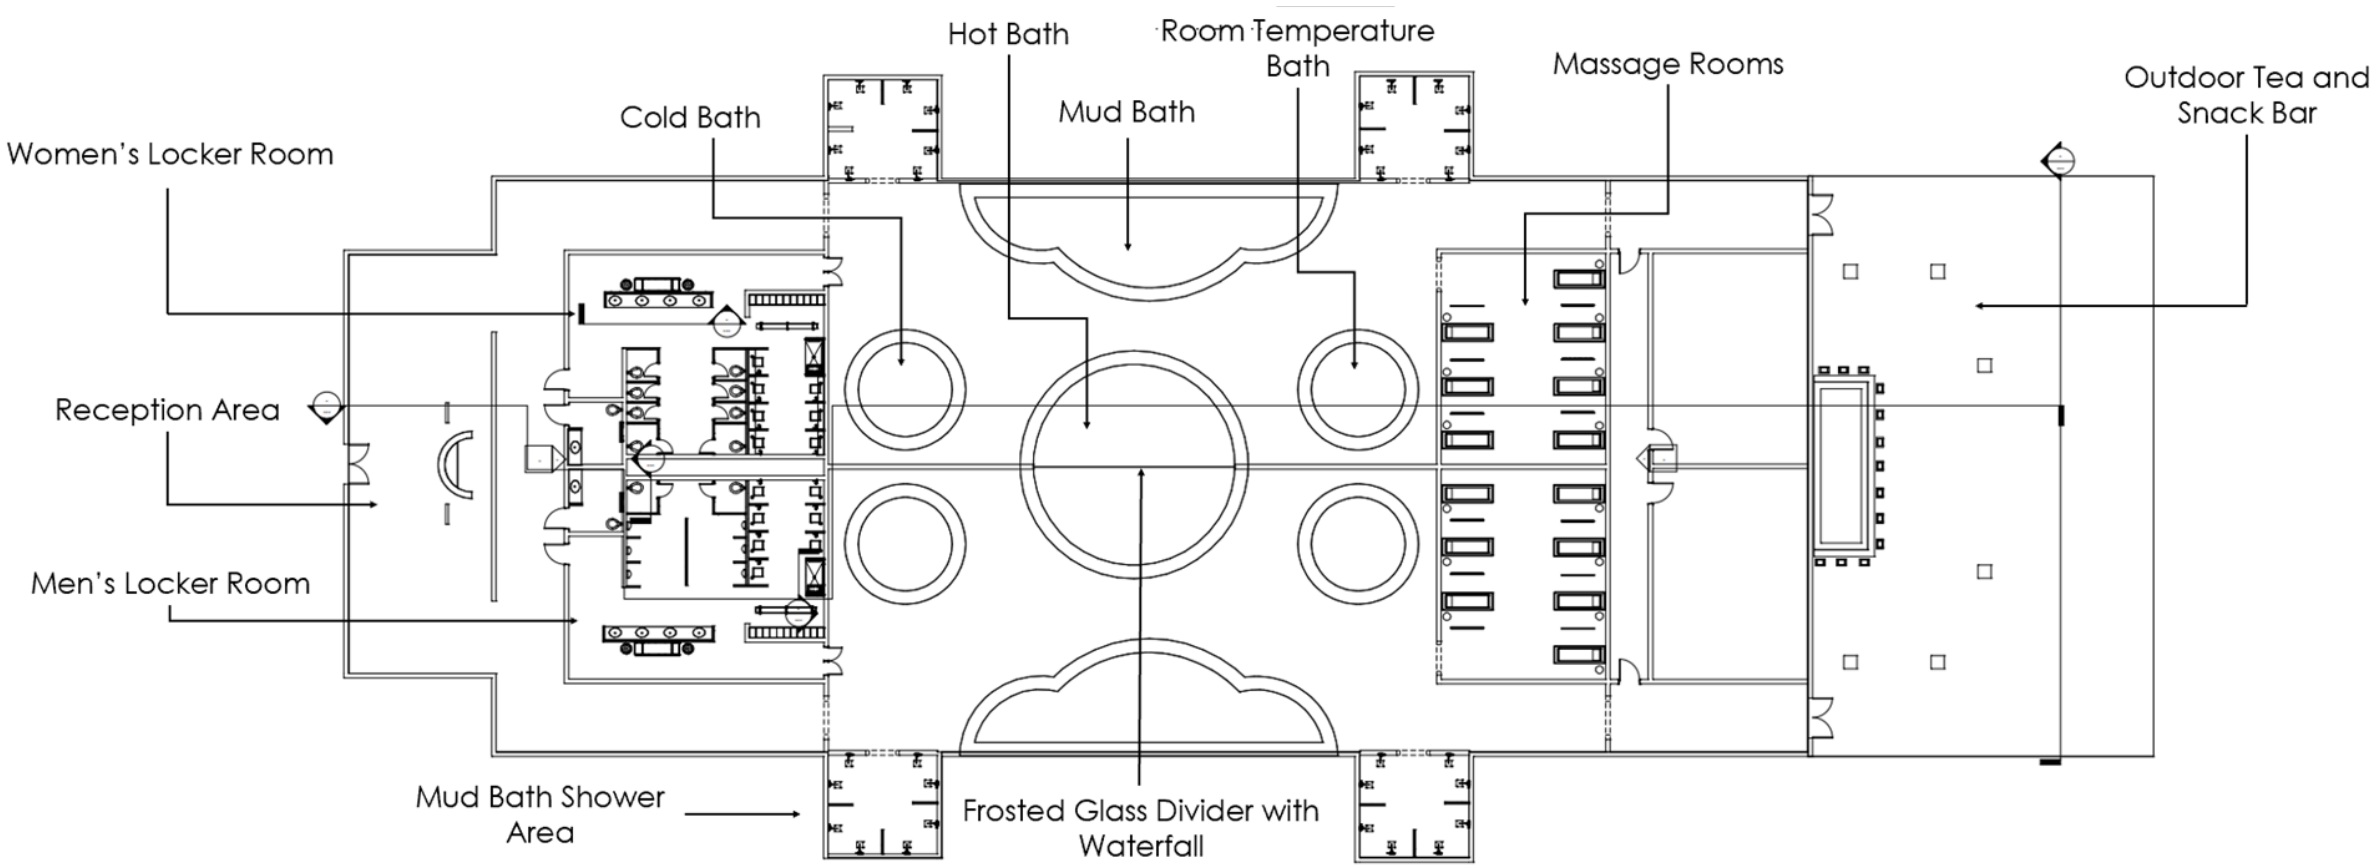 Hot Bath
Room Temperature
Bath
Massage Rooms
Outdoor Tea and
Snack Bar
Cold Bath
Mud Bath
Women's Locker Room
Reception Area
Men's Locker Room
Mud Bath Shower
Area
Frosted Glass Divider with
Waterfall